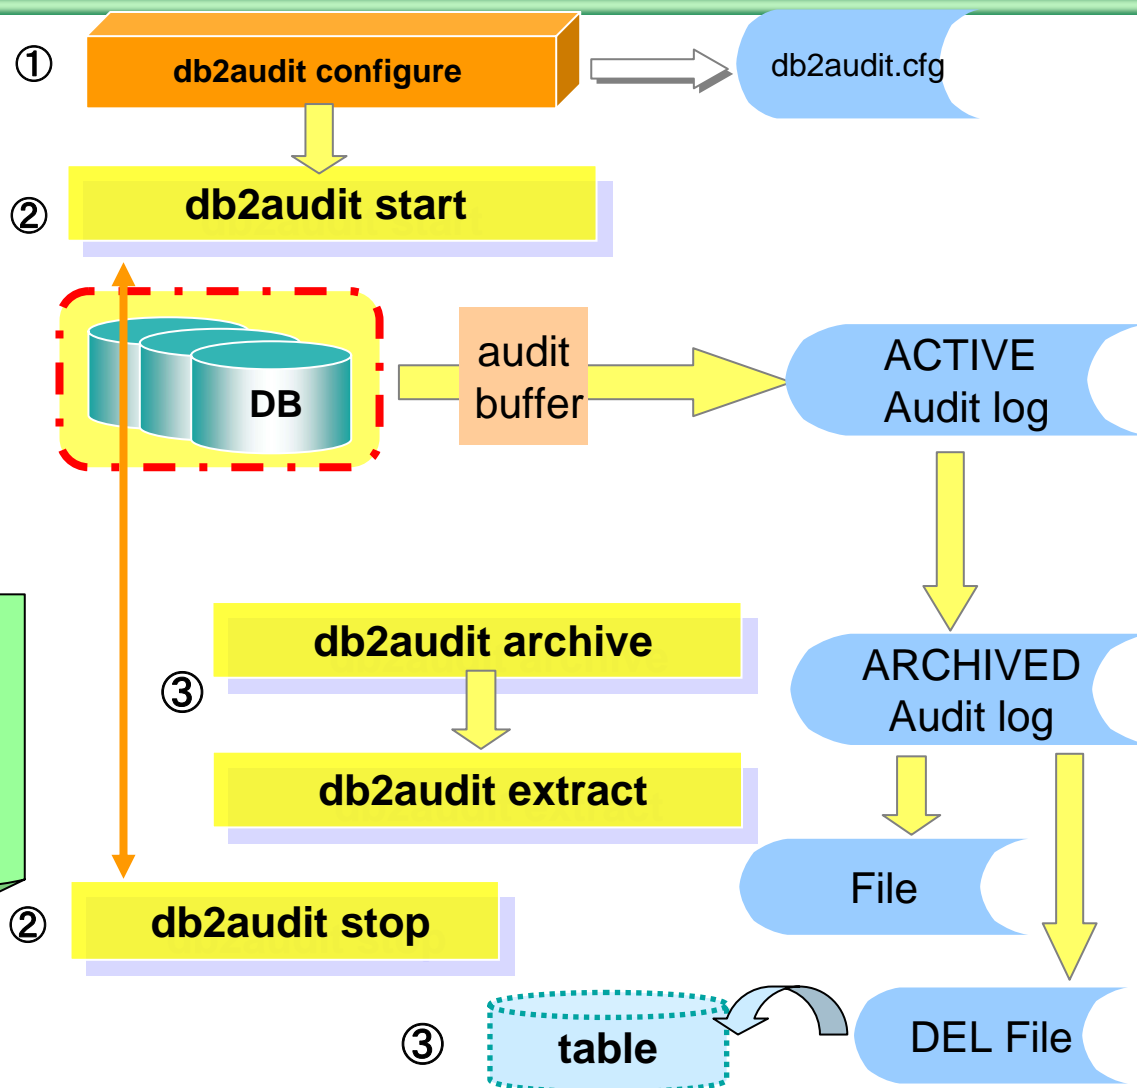 ①
db2audit configure
db2audit.cfg
②
db2audit start
DB
audit
buffer
ACTIVE
Audit log
③
db2audit archive
ARCHIVED
Audit log
db2audit extract
File
②
db2audit stop
③
table
DEL File